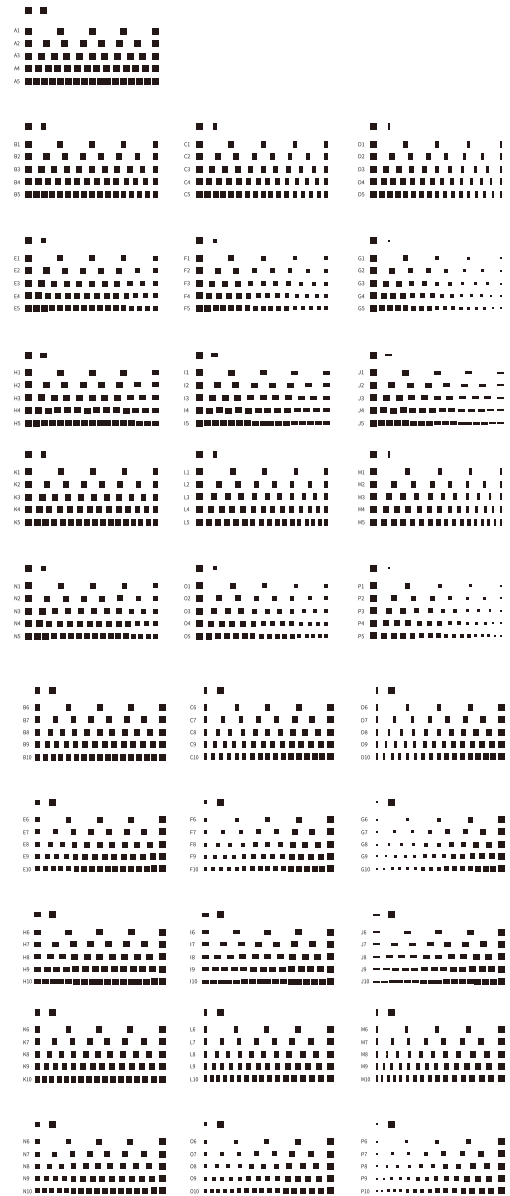 A1
A2
A3
A4
A5
B1 C1 D1
B2 C2 D2
B3 C3 D3
B4 C4 D4
B5 C5 D5
E1 F1 G1
E2 F2 G2
E3 F3 G3
E4 F4 G4
E5 F5 G5
H1 I1 J1
H2 I2 J2
H3 I3 J3
H4 I4 J4
H5 I5 J5
K1 L1 M1
K2 L2 M2
K3 L3 M3
K4 L4 M4
K5 L5 M5
N1 O1 P1
N2 O2 P2
N3 O3 P3
N4 O4 P4
N5 O5 P5
B6 C6 D6
B7 C7 D7
B8 C8 D8
B9 C9 D9
B10 C10 D10
E6 F6 G6
E7 F7 G7
E8 F8 G8
E9 F9 G9
E10 F10 G10
H6 I6 J6
H7 I7 J7
H8 I8 J8
H9 I9 J9
H10 I10 J10
K6 L6 M6
K7 L7 M7
K8 L8 M8
K9 L9 M9
K10 L10 M10
N6 O6 P6
N7 O7 P7
N8 O8 P8
N9 O9 P9
N10 O10 P10